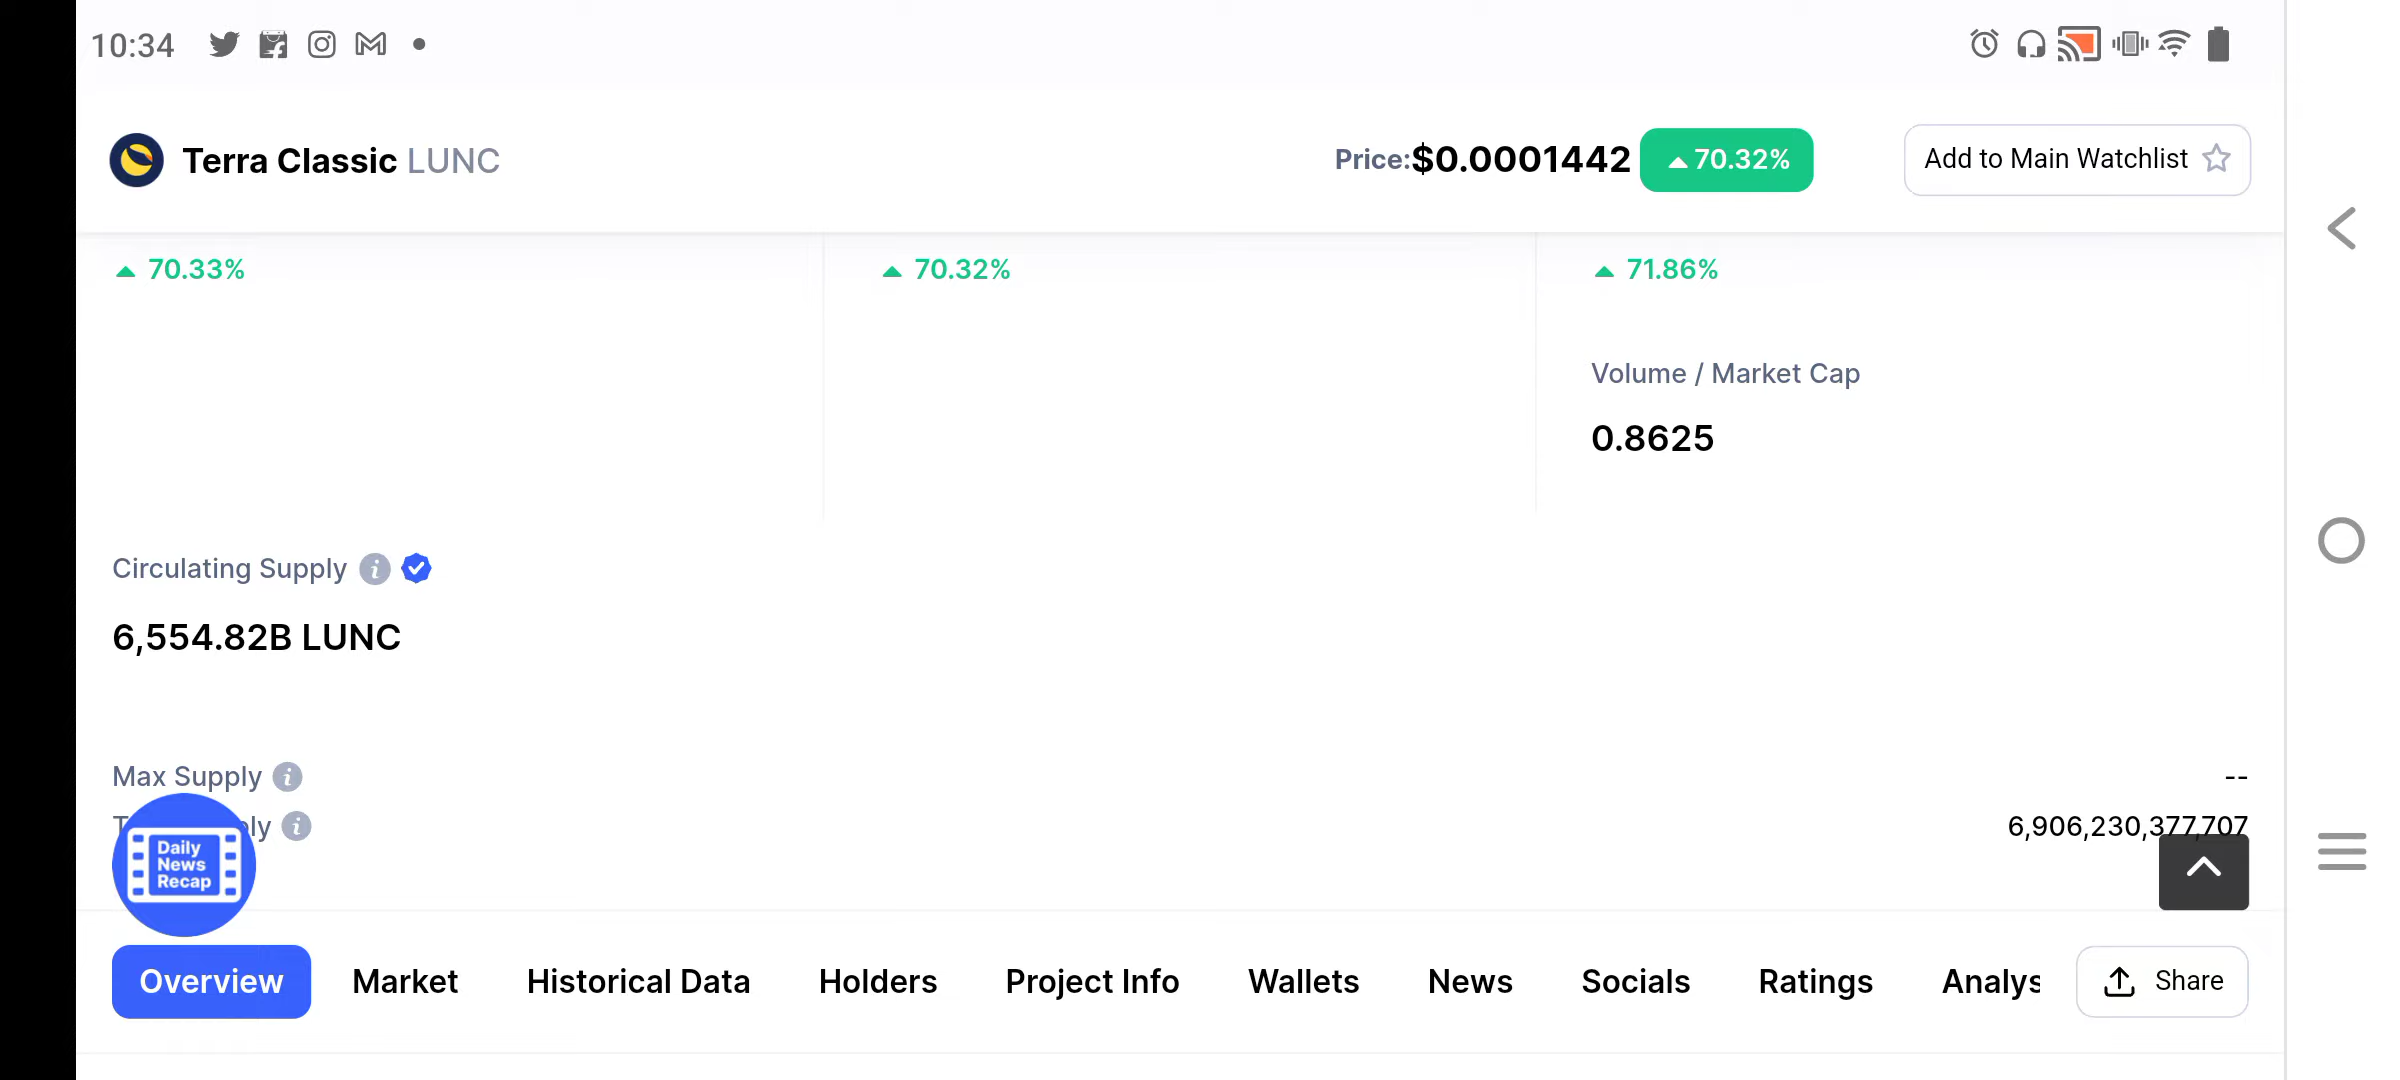 10:34
Terra Classic LUNC
Price:$0.0001442 70.32%
Add to Main Watchlist
70.33% 70.32% 71.86%
Volume / Market Cap
0.8625
Circulating Supply
6,554.82B LUNC
Max Supply --
6,906,230,377,707
Daily
News
Recap
Overview Market Historical Data Holders Project Info Wallets News Socials Ratings Analys Share